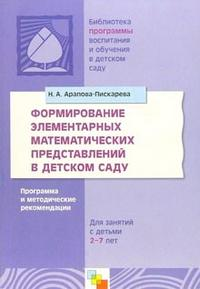 Библиотека
программы
воспитания
и обучения
в детском
саду
Н. А. Арапова-Пискарева
ФОРМИРОВАНИЕ
ЭЛЕМЕНТАРНЫХ
МАТЕМАТИЧЕСКИХ
ПРЕДСТАВЛЕНИЙ
В ДЕТСКОМ САДУ
Программа
и методические
рекомендации
Для занятий
с детьми
2–7 лет